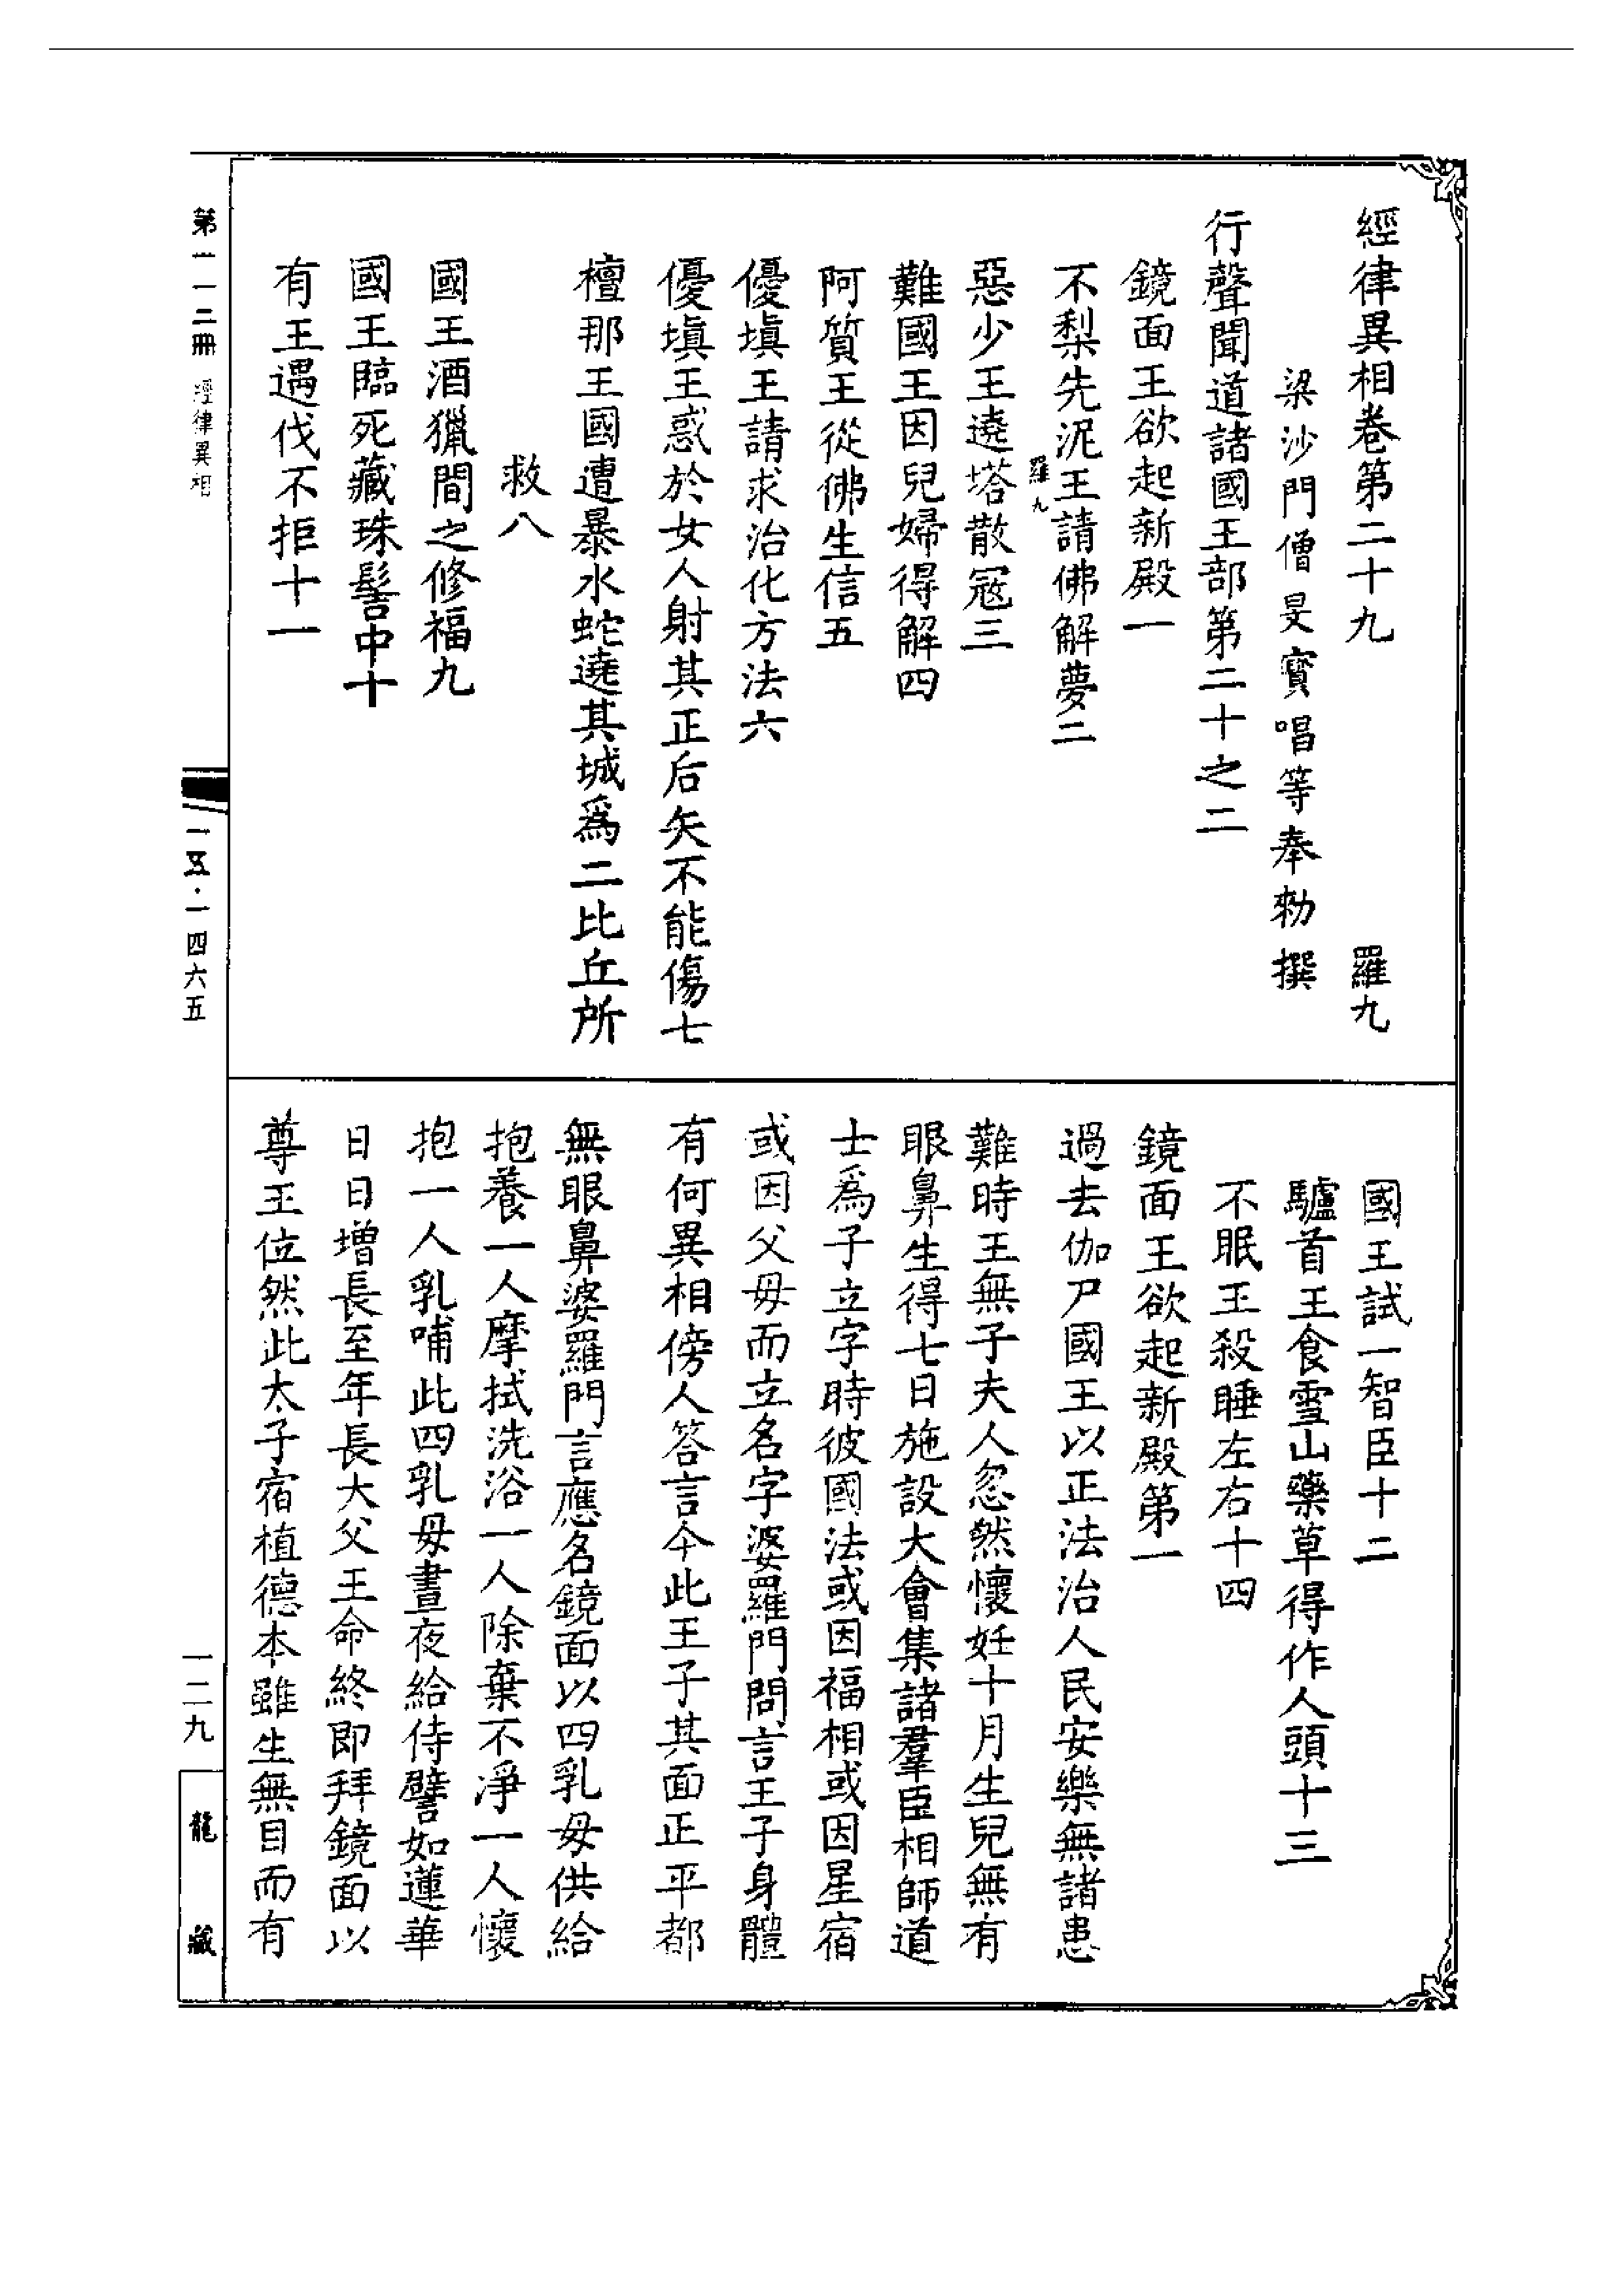 經律異相卷第二十九 羅九
梁沙門僧旻寶唱等奉勑撰
行聲聞道諸國王部第二十之二
鏡面王欲起新殿一
不梨先泥王請佛解夢二
羅九
惡少王遶塔散寇三
難國王因兒婦得解四
阿質王從佛生信五
優塡王請求治化方法六
優塡王惑於女人射其正后矢不能傷七
檀那王國遭暴水蛇遶其城爲二比丘所
救八
國王酒獵間之修福九
國王臨死藏珠髻中十
有王遇伐不拒十一
國王試一智臣十二
驢首王食雪山藥草得作人頭十三
不眠王殺睡左右十四
鏡面王欲起新殿第一
過去伽尸國王以正法治人民安樂無諸患
難時王無子夫人忽然懷妊十月生兒無有
眼鼻生得七日施設大會集諸羣臣相師道
士爲子立字時彼國法或因福相或因星宿
或因父母而立名字婆羅門問言王子身體
有何異相傍人答言今此王子其面正平都
無眼鼻婆羅門言應名鏡面以四乳母供給
抱養一人摩拭洗浴一人除棄不淨一人懷
抱一人乳哺此四乳母晝夜給侍譬如蓮華
日日增長至年長大父王命終即拜鏡面以
尊王位然此太子宿植德本雖生無目而有
第一一二冊 經律異相
一五·一四六五
一二九
龍藏